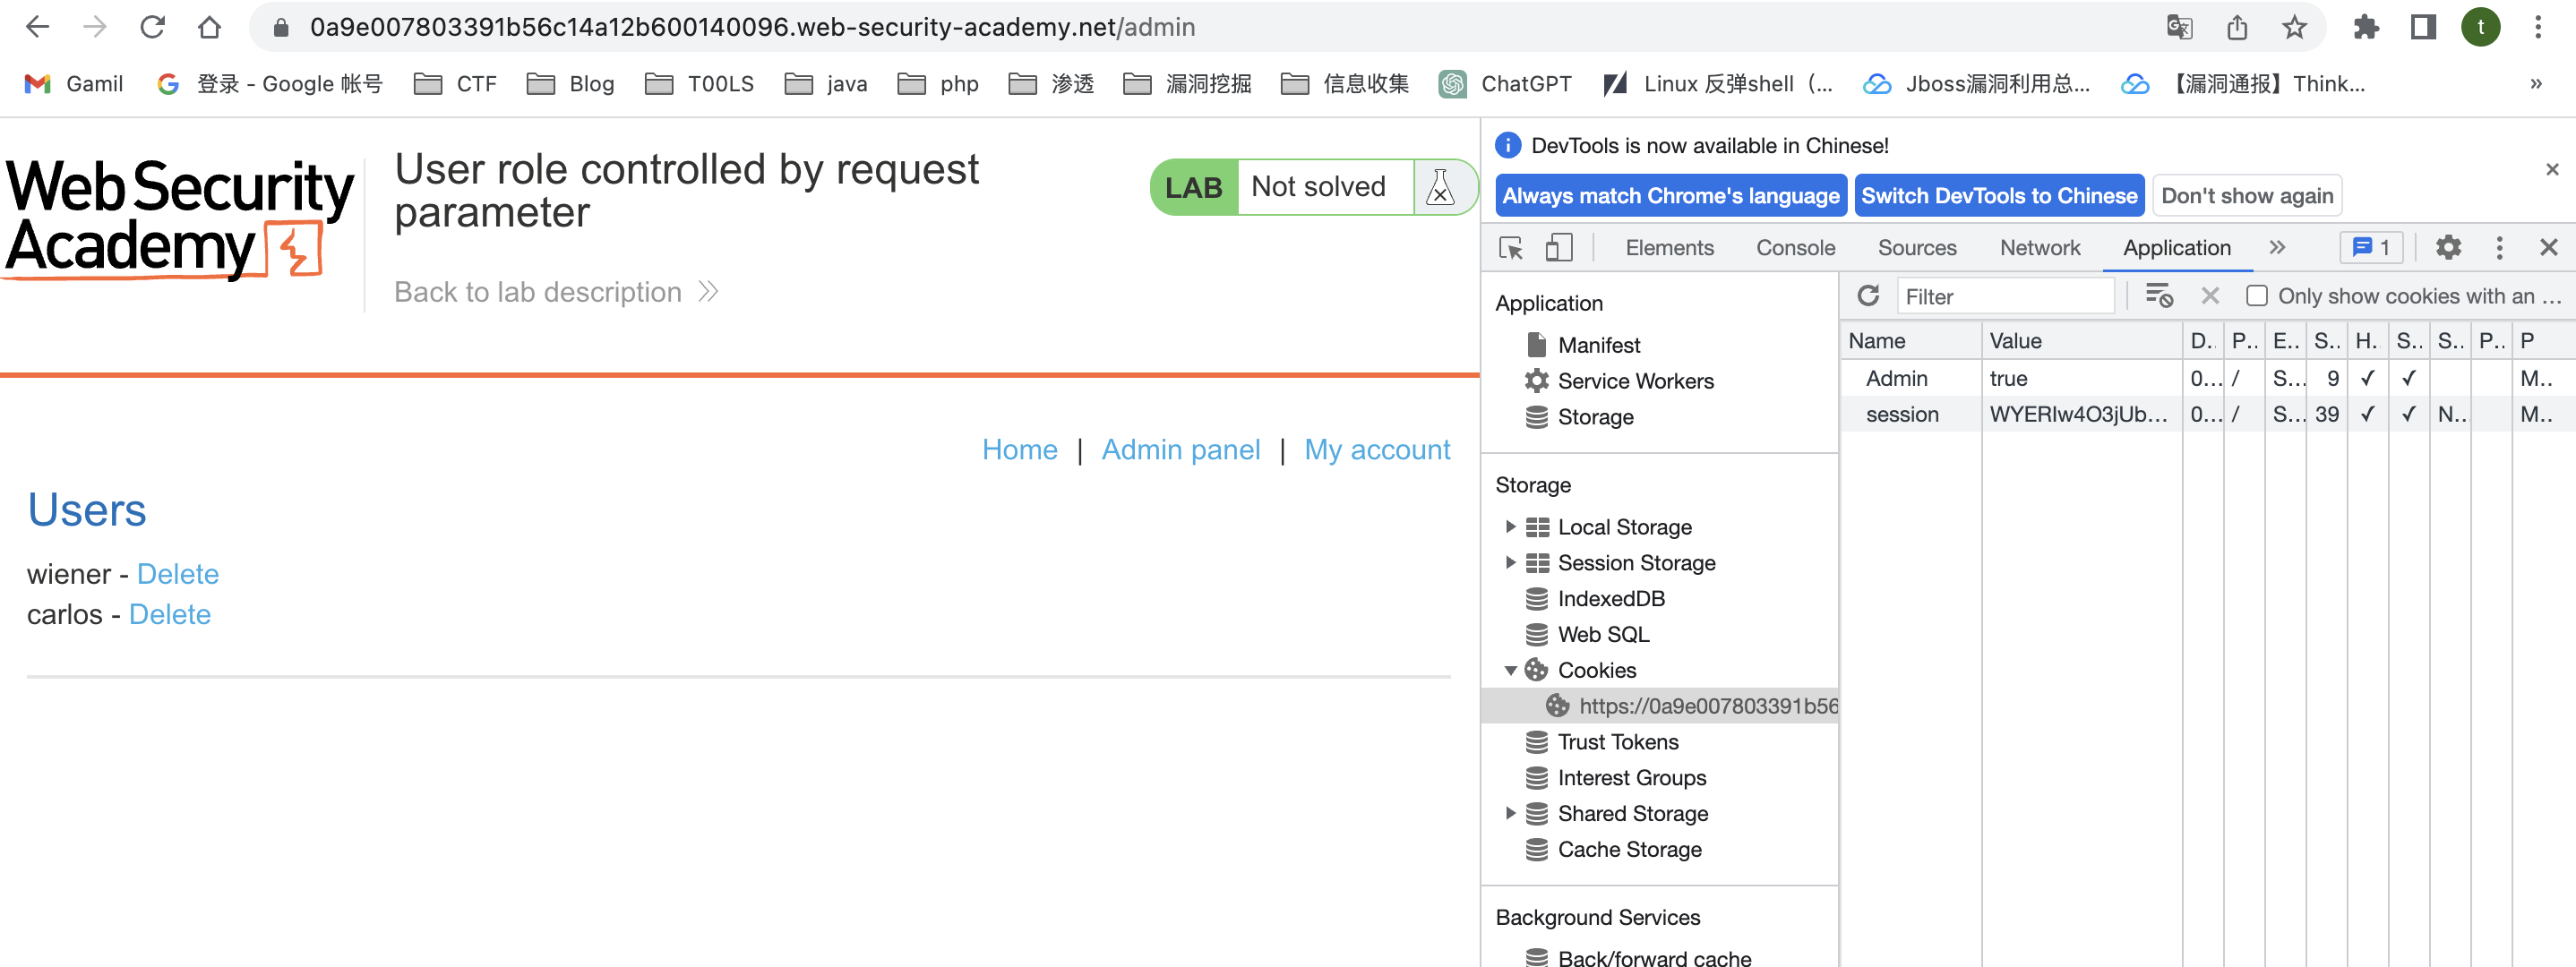 0a9e007803391b56c14a12b600140096.web-security-academy.net/admin
t
Gamil 登录 - Google 帐号 CTF Blog T00LS java php 渗透 漏洞挖掘 信息收集 ChatGPT Linux 反弹shell（... Jboss漏洞利用总... 【漏洞通报】Think... »
Web Security
Academy
User role controlled by request
parameter
LAB Not solved
Back to lab description
Home | Admin panel | My account
Users
wiener - Delete
carlos - Delete
DevTools is now available in Chinese!
Always match Chrome's language Switch DevTools to Chinese Don't show again
Elements Console Sources Network Application 1
Application
Manifest
Service Workers
Storage
Storage
Local Storage
Session Storage
IndexedDB
Web SQL
Cookies
https://0a9e007803391b56
Trust Tokens
Interest Groups
Shared Storage
Cache Storage
Background Services
Back/forward cache
Filter Only show cookies with an ...
Name Value D.. P.. E.. S.. H. S.. S.. P.. P
Admin true 0... / S... 9 ✓ ✓ M..
session WYERIw4O3jUb... 0... / S... 39 ✓ ✓ N.. M..